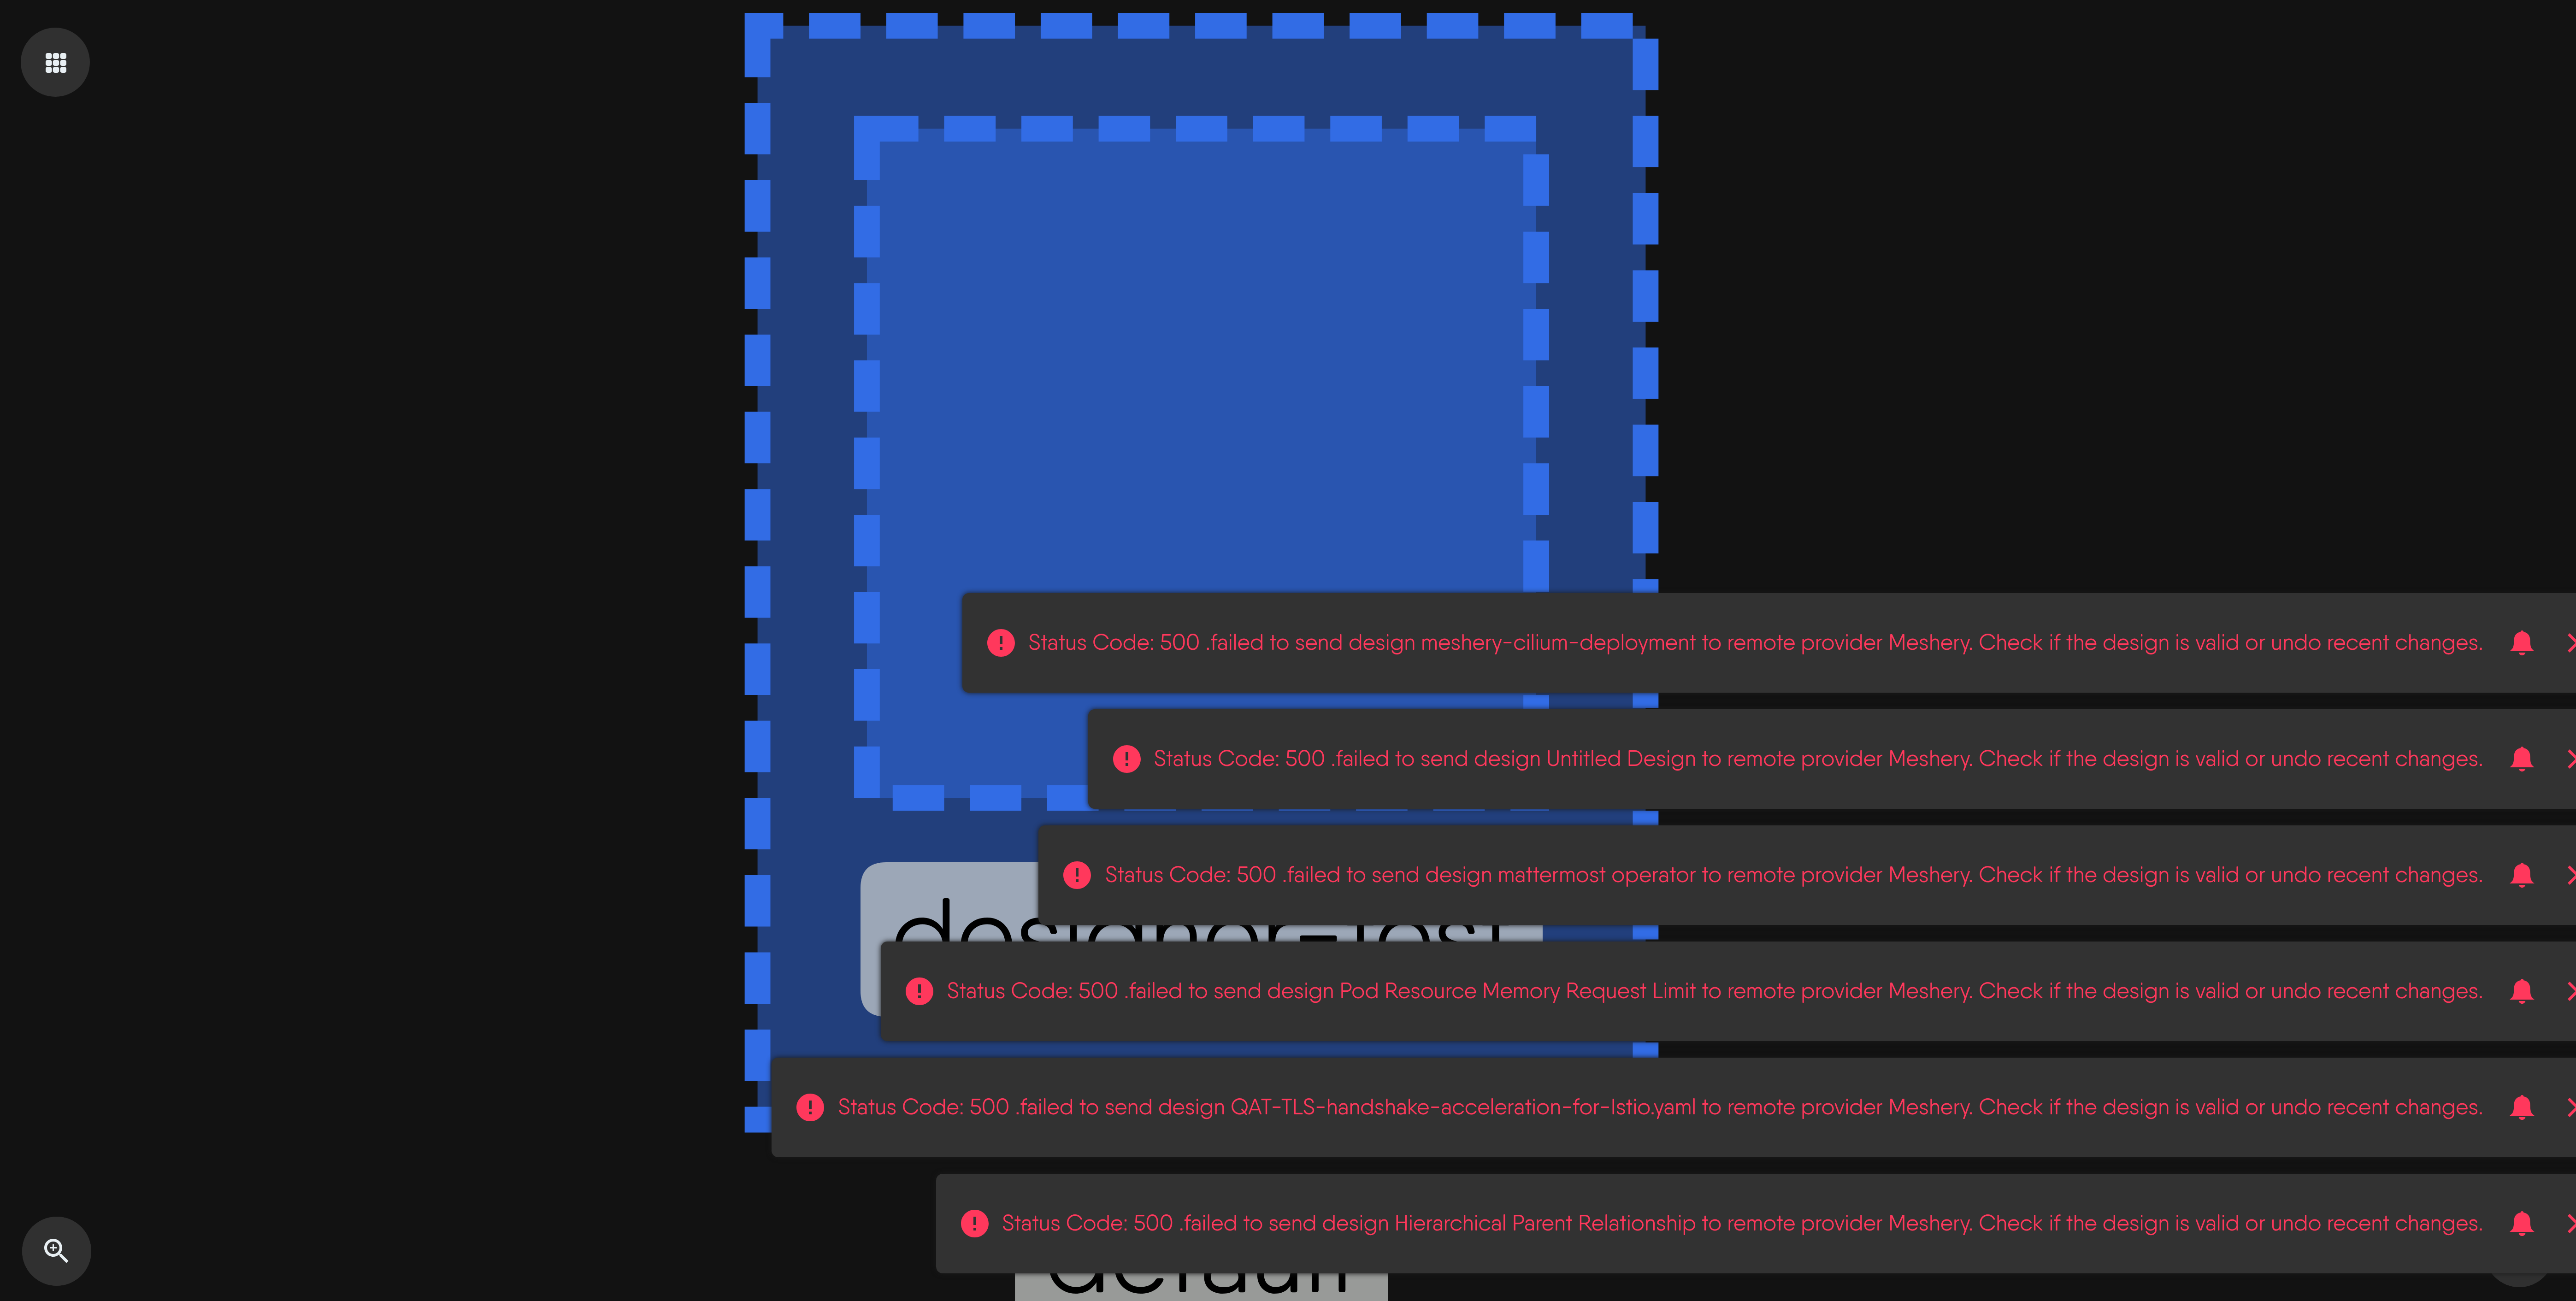 Status Code: 500 .failed to send design meshery-cilium-deployment to remote provider Meshery. Check if the design is valid or undo recent changes.
Status Code: 500 .failed to send design Untitled Design to remote provider Meshery. Check if the design is valid or undo recent changes.
Status Code: 500 .failed to send design mattermost operator to remote provider Meshery. Check if the design is valid or undo recent changes.
designer-test
Status Code: 500 .failed to send design Pod Resource Memory Request Limit to remote provider Meshery. Check if the design is valid or undo recent changes.
Status Code: 500 .failed to send design QAT-TLS-handshake-acceleration-for-Istio.yaml to remote provider Meshery. Check if the design is valid or undo recent changes.
Status Code: 500 .failed to send design Hierarchical Parent Relationship to remote provider Meshery. Check if the design is valid or undo recent changes.
default